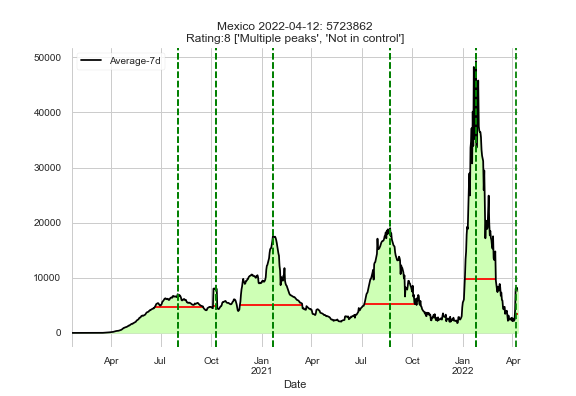 Mexico 2022-04-12: 5723862
Rating:8 ['Multiple peaks', 'Not in control']
Average-7d
50000
40000
30000
20000
10000
0
Apr Jul Oct Jan Apr Jul Oct Jan Apr
2021 2022
Date